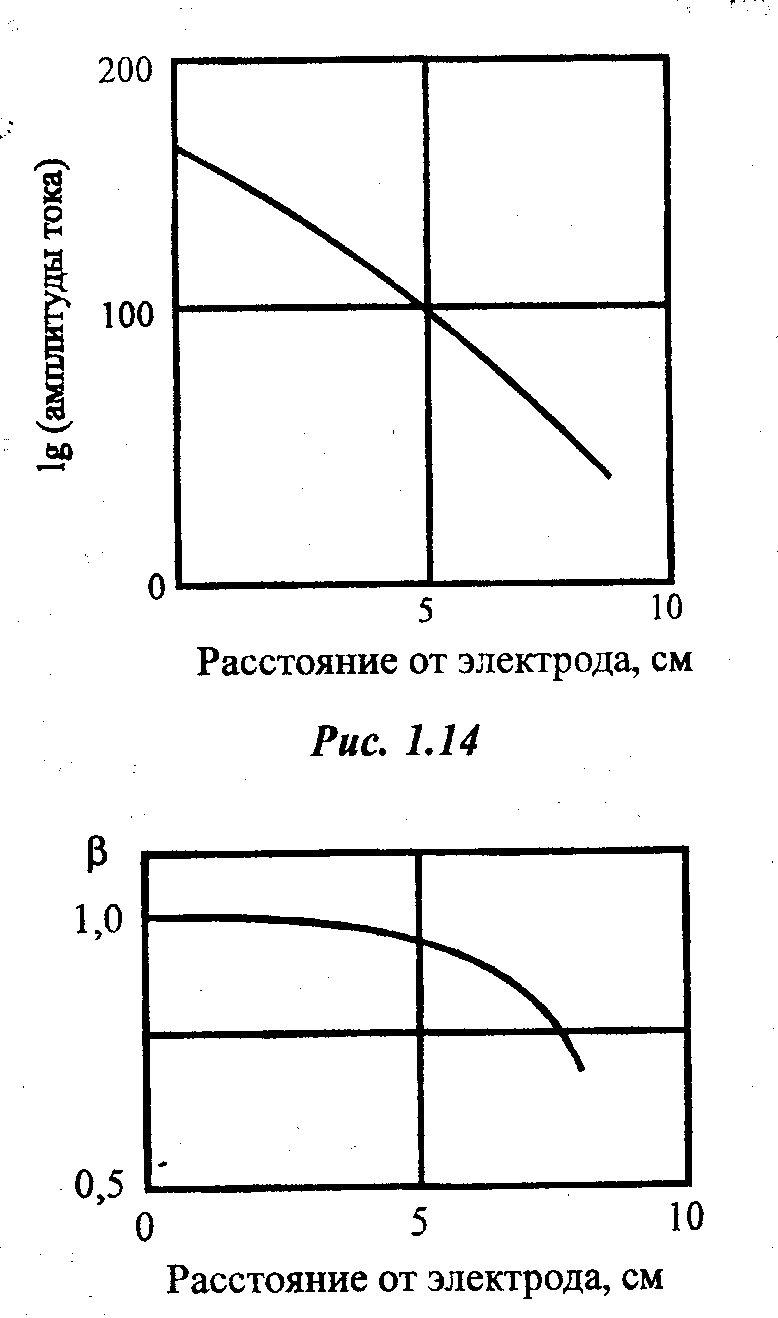 200
lg (амплитуды тока)
100
0
5
10
Расстояние от электрода, см
Рис. 1.14
β
1,0
0,5
0
5
10
Расстояние от электрода, см